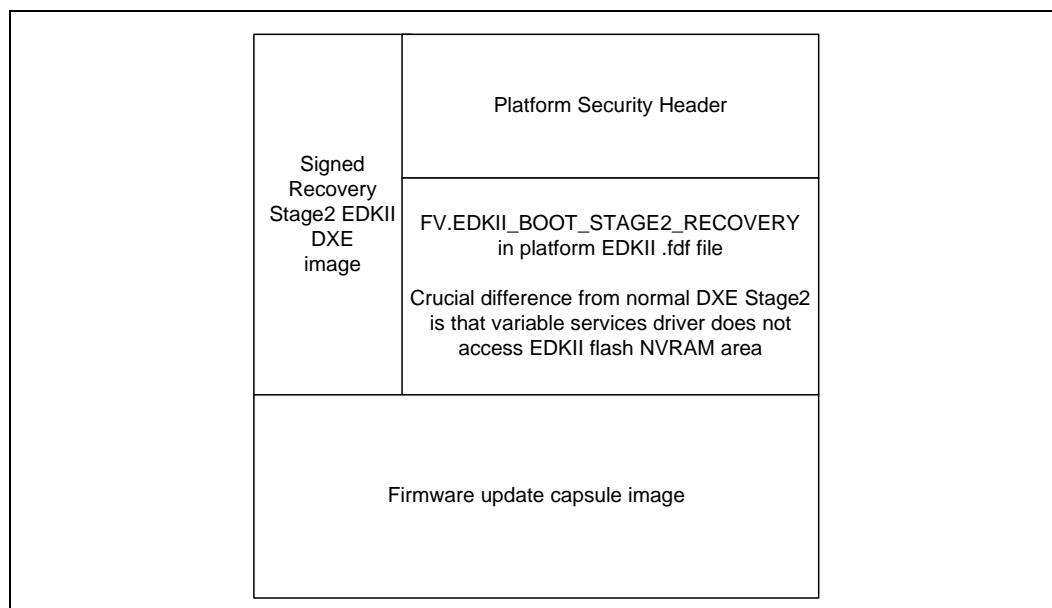 Signed
Recovery
Stage2 EDKII
DXE
image
Platform Security Header
FV.EDKII_BOOT_STAGE2_RECOVERY
in platform EDKII .fdf file
Crucial difference from normal DXE Stage2
is that variable services driver does not
access EDKII flash NVRAM area
Firmware update capsule image